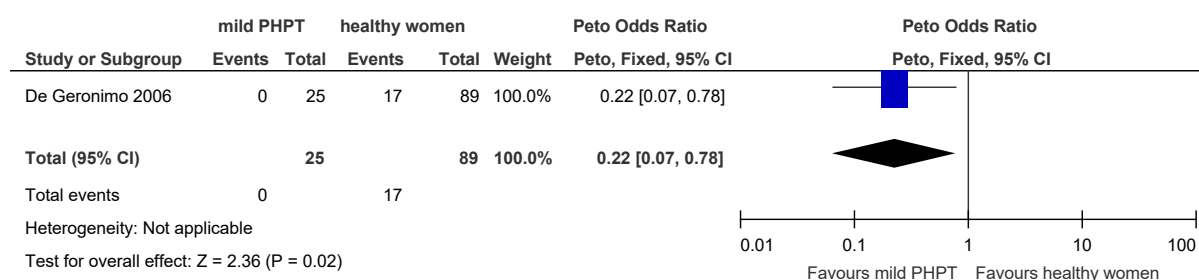 mild PHPT healthy women Peto Odds Ratio Peto Odds Ratio
Study or Subgroup Events Total Events Total Weight Peto, Fixed, 95% CI Peto, Fixed, 95% CI
De Geronimo 2006 0 25 17 89 100.0% 0.22 [0.07, 0.78]
Total (95% CI) 25 89 100.0% 0.22 [0.07, 0.78]
Total events 0 17
Heterogeneity: Not applicable
Test for overall effect: Z = 2.36 (P = 0.02)
0.01 0.1 1 10 100
Favours mild PHPT Favours healthy women